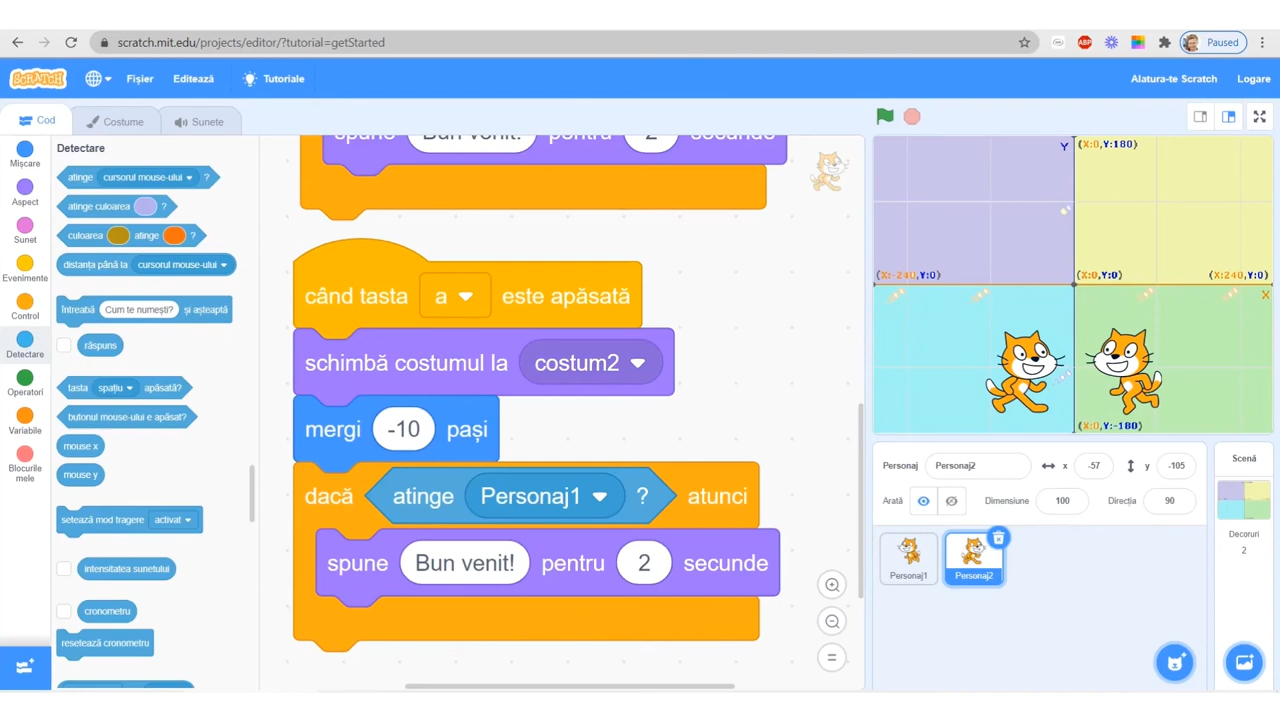 scratch.mit.edu/projects/editor/?tutorial=getStarted
ABP
Paused
SCRATCH
Fișier
Editează
Tutoriale
Alatura-te Scratch
Logare
Cod
Costume
Sunete
Mișcare
Aspect
Sunet
Evenimente
Control
Detectare
Operatori
Variabile
Blocurile
mele
Detectare
atinge cursorul mouse-ului ?
atinge culoarea ?
culoarea atinge ?
distanța până la cursorul mouse-ului
întreabă Cum te numești? și așteaptă
răspuns
tasta spațiu apăsată?
butonul mouse-ului e apăsat?
mouse x
mouse y
setează mod tragere activat
intensitatea sunetului
cronometru
resetează cronometru
spune Bun venit! pentru 2 secunde
când tasta a este apăsată
schimbă costumul la costum2
mergi -10 pași
dacă atinge Personaj1 ? atunci
spune Bun venit! pentru 2 secunde
Y
(X:0,Y:180)
(X:-240,Y:0)
(X:0,Y:0)
(X:240,Y:0)
X
(X:0,Y:-180)
Personaj
Personaj2
x
-57
y
-105
Arată
Dimensiune
100
Direcția
90
Personaj1
Personaj2
Scenă
Decoruri
2